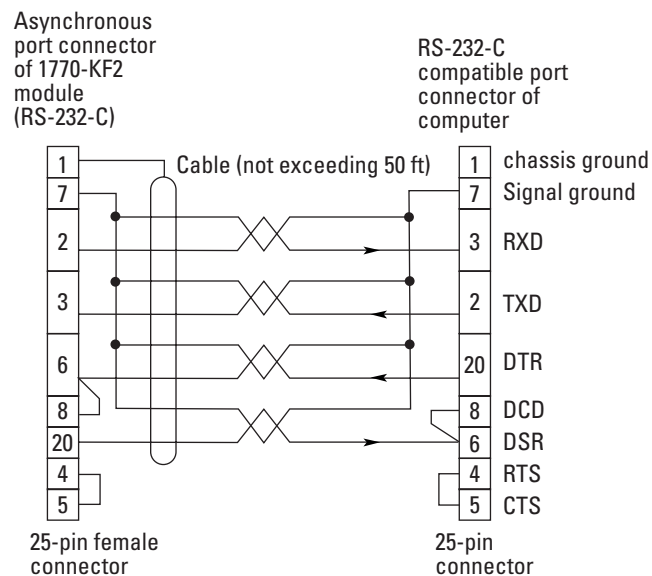 Asynchronous
port connector
of 1770-KF2
module
(RS-232-C)
RS-232-C
compatible port
connector of
computer
Cable (not exceeding 50 ft)
1
7
2
3
6
8
20
4
5
1 chassis ground
7 Signal ground
3 RXD
2 TXD
20 DTR
8 DCD
6 DSR
4 RTS
5 CTS
25-pin female
connector
25-pin
connector